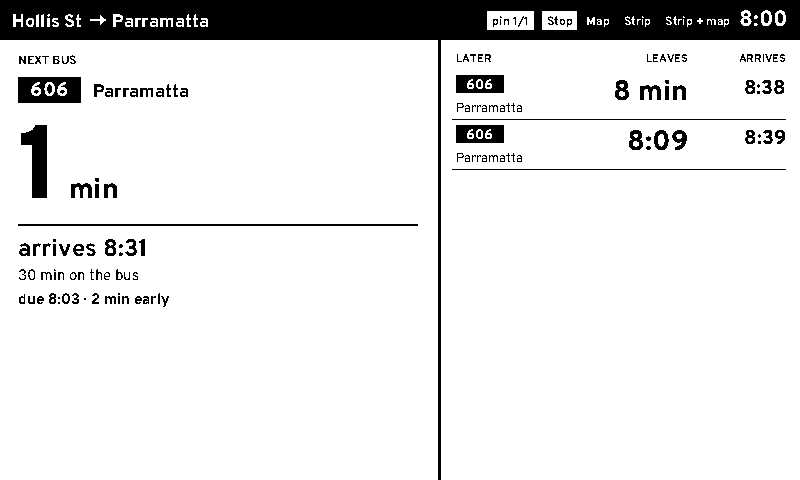 Hollis St → Parramatta
pin 1/1 Stop Map Strip Strip + map 8:00
NEXT BUS
606 Parramatta
1 min
arrives 8:31
30 min on the bus
due 8:03 · 2 min early
LATER LEAVES ARRIVES
606 8 min 8:38
Parramatta
606 8:09 8:39
Parramatta